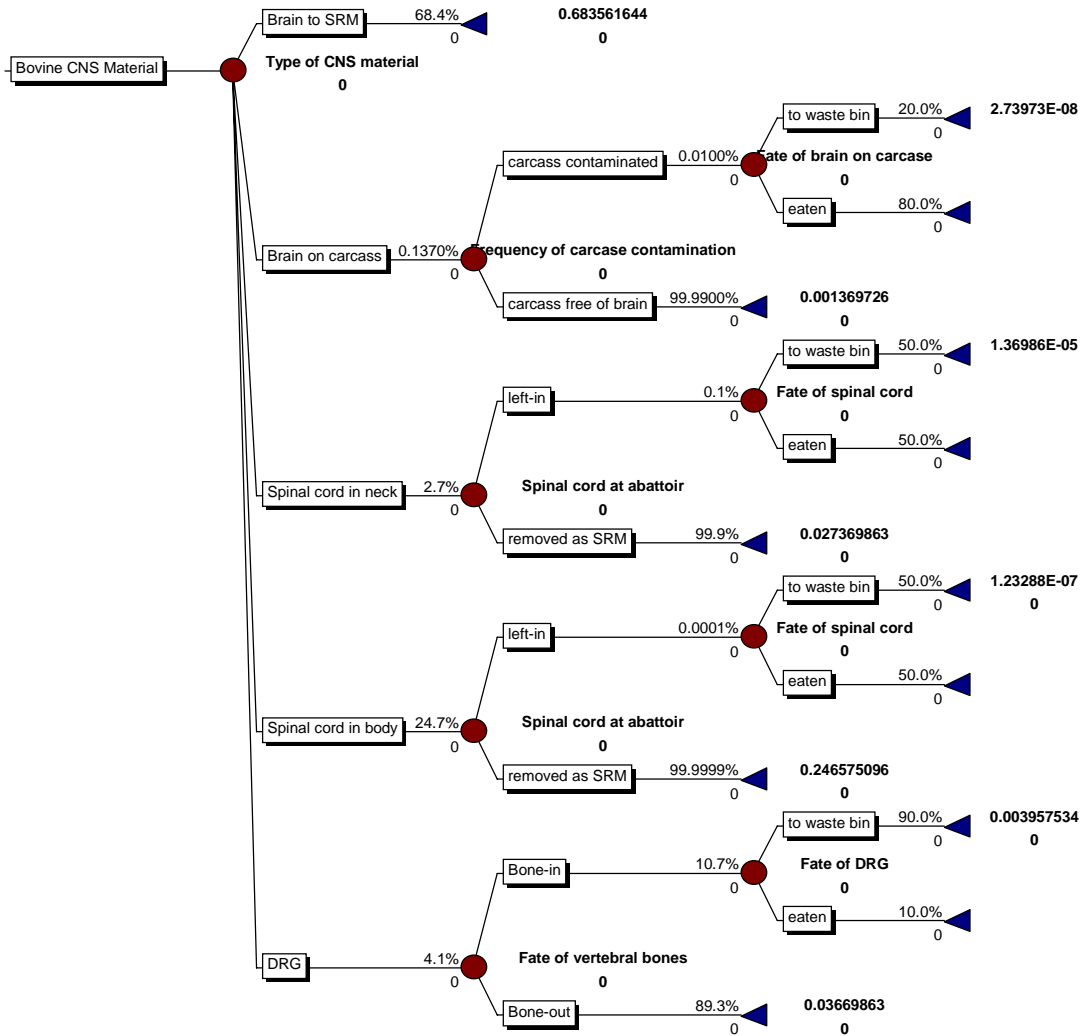 Brain to SRM 68.4% 0.683561644
0 0
Bovine CNS Material
Type of CNS material
0
to waste bin 20.0% 2.73973E-08
0
carcass contaminated 0.0100% Fate of brain on carcase
0 0
eaten 80.0%
0
Brain on carcass 0.1370% Frequency of carcase contamination
0 0
carcass free of brain 99.9900% 0.001369726
0 0
to waste bin 50.0% 1.36986E-05
0
left-in 0.1% Fate of spinal cord
0 0
eaten 50.0%
0
Spinal cord in neck 2.7% Spinal cord at abattoir
0 0
removed as SRM 99.9% 0.027369863
0 0
to waste bin 50.0% 1.23288E-07
0 0
left-in 0.0001% Fate of spinal cord
0 0
eaten 50.0%
0
Spinal cord in body 24.7% Spinal cord at abattoir
0 0
removed as SRM 99.9999% 0.246575096
0 0
to waste bin 90.0% 0.003957534
0 0
Bone-in 10.7% Fate of DRG
0 0
eaten 10.0%
0
DRG 4.1% Fate of vertebral bones
0 0
Bone-out 89.3% 0.03669863
0 0